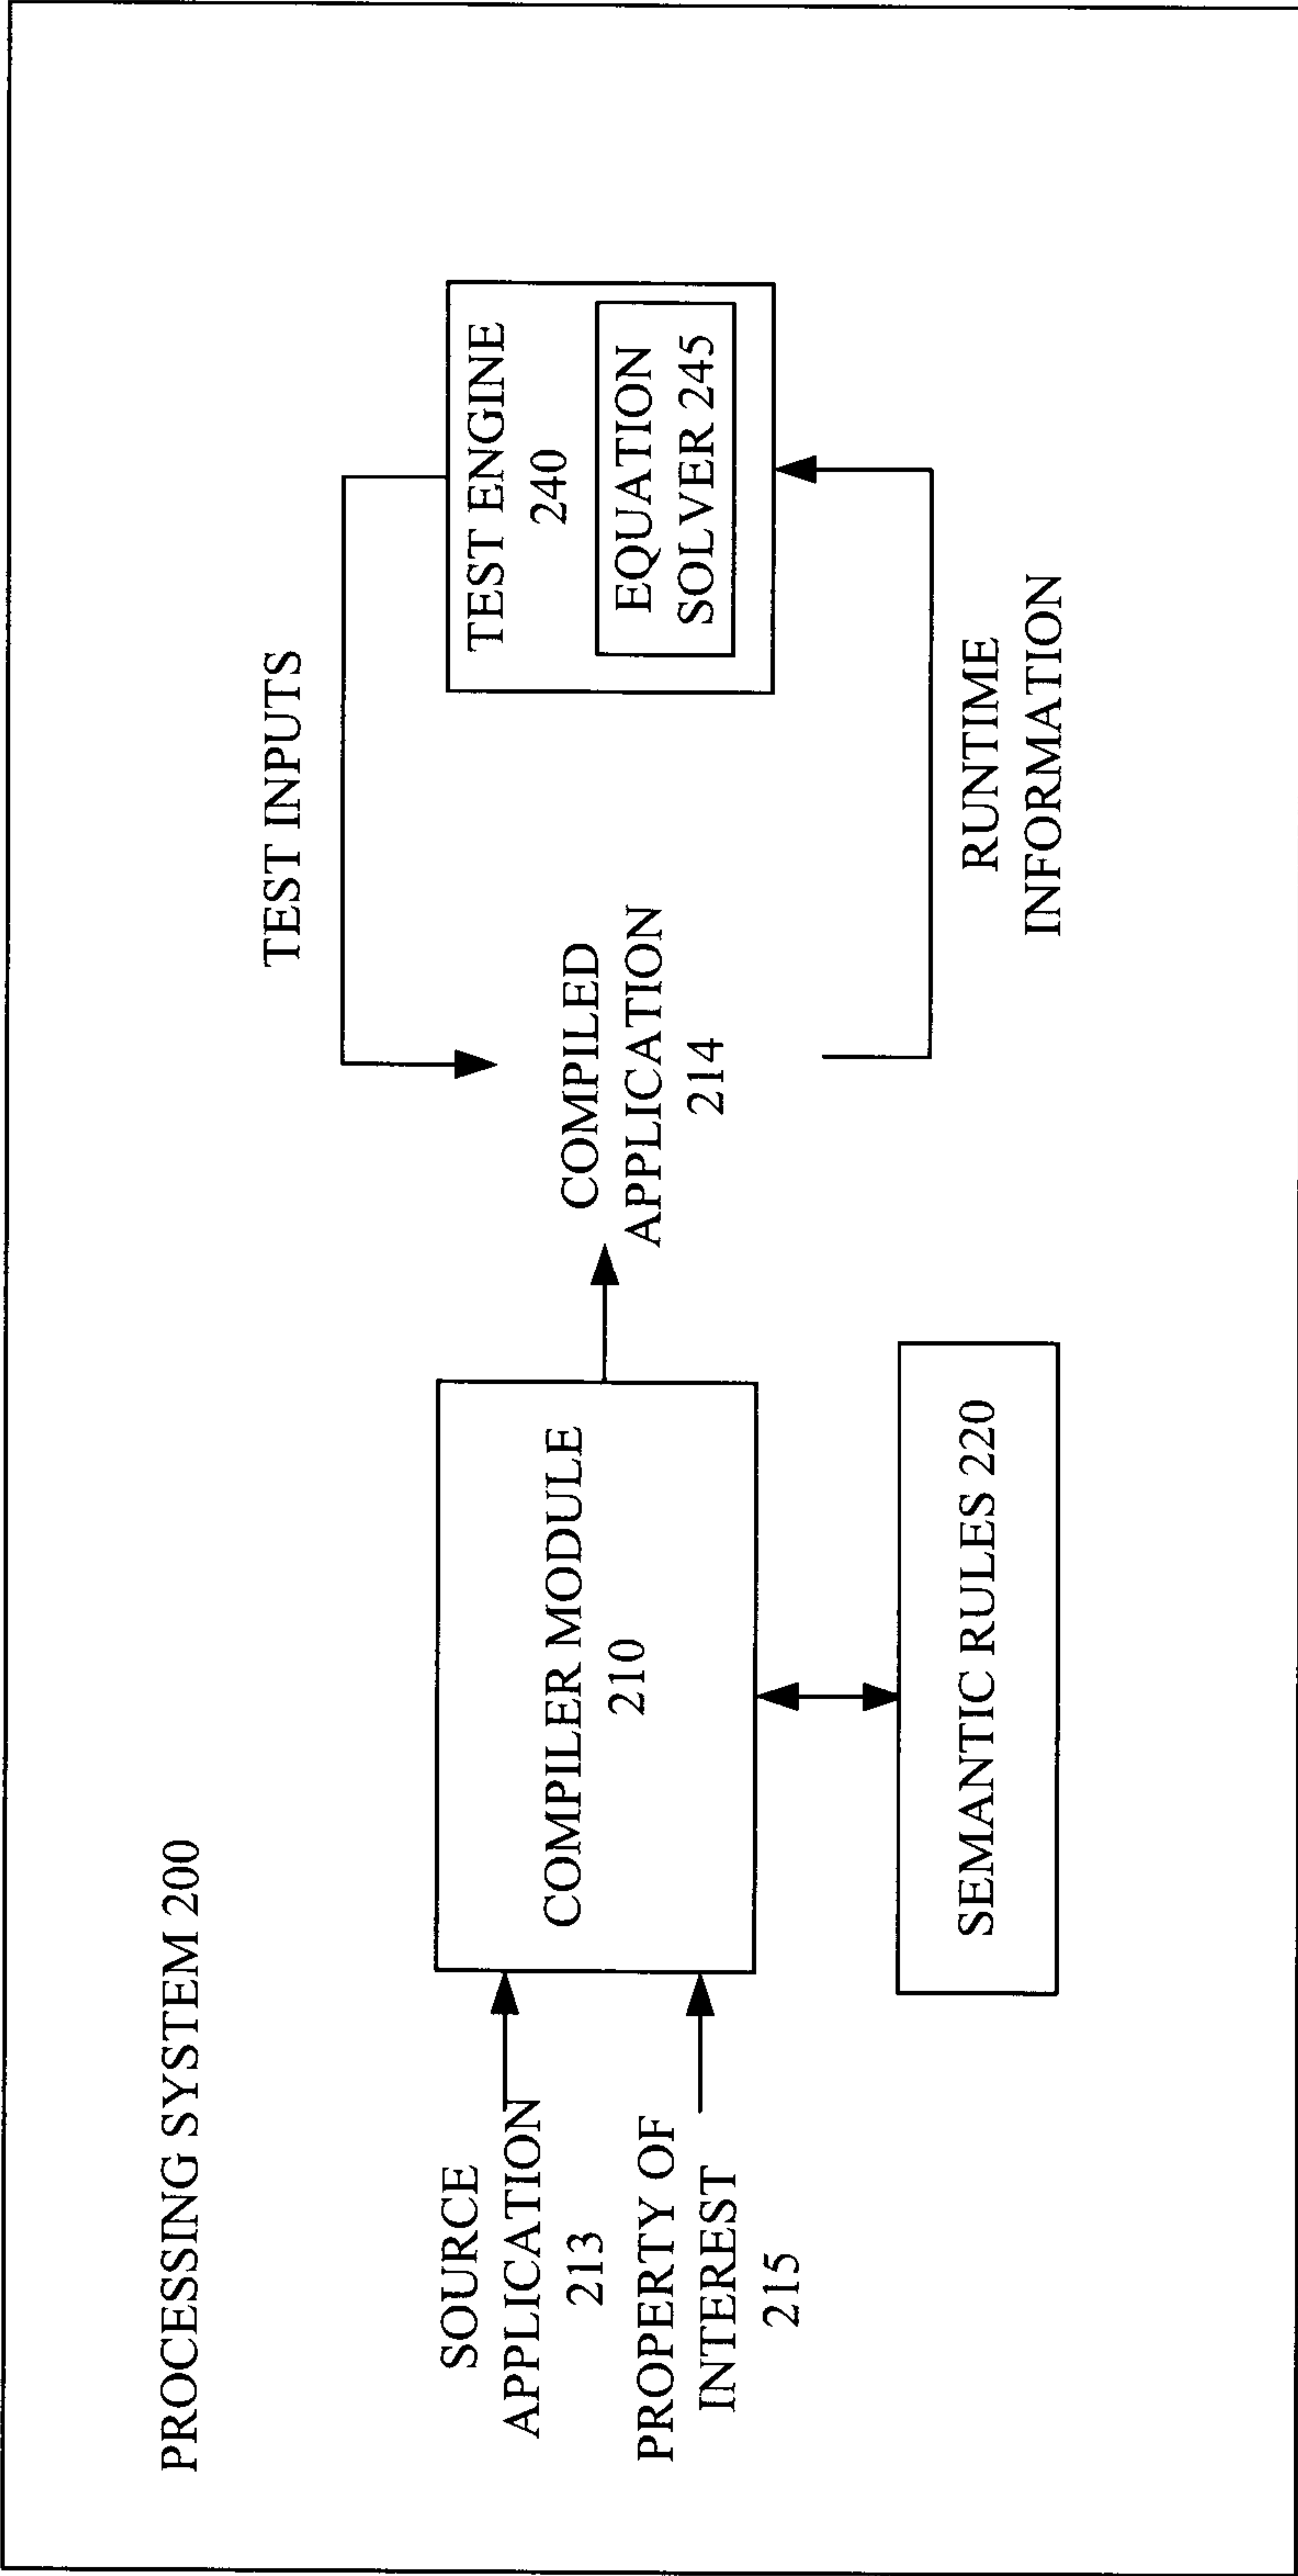 PROCESSING SYSTEM 200
SOURCE
APPLICATION
213
PROPERTY OF
INTEREST
215
COMPILER MODULE
210
SEMANTIC RULES 220
COMPILED
APPLICATION
214
TEST INPUTS
TEST ENGINE
240
EQUATION
SOLVER 245
RUNTIME
INFORMATION